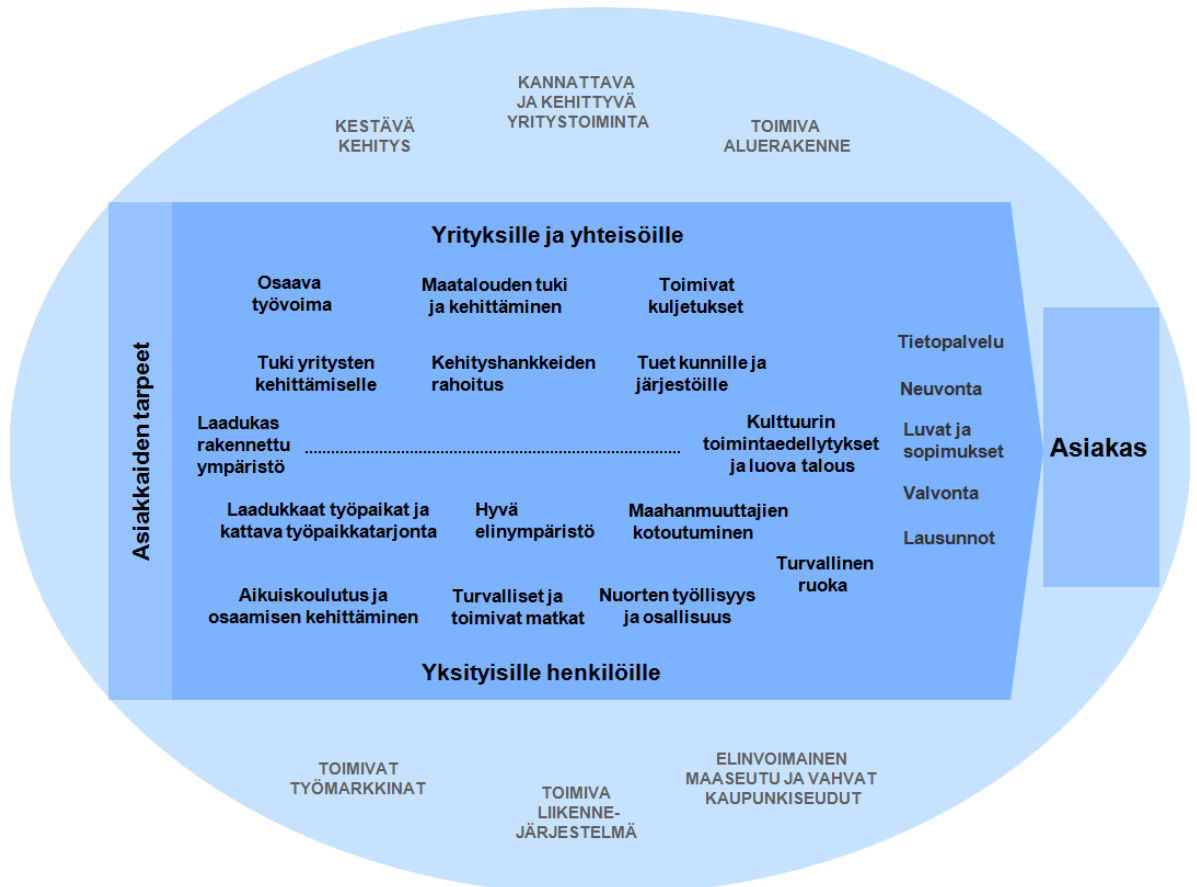 KANNATTAVA
JA KEHITTYVÄ
YRITYSTOIMINTA
KESTÄVÄ
KEHITYS
TOIMIVA
ALUERAKENNE
Asiakkaiden tarpeet
Yrityksille ja yhteisöille
Osaava
työvoima
Maatalouden tuki
ja kehittäminen
Toimivat
kuljetukset
Tuki yritysten
kehittämiselle
Kehityshankkeiden
rahoitus
Tuet kunnille ja
järjestöille
Laadukas
rakennettu
ympäristö
Kulttuurin
toimintaedellytykset
ja luova talous
Laadukkaat työpaikat ja
kattava työpaikkatarjonta
Hyvä
elinympäristö
Maahanmuuttajien
kotoutuminen
Turvallinen
ruoka
Aikuiskoulutus ja
osaamisen kehittäminen
Turvalliset ja
toimivat matkat
Nuorten työllisyys
ja osallisuus
Yksityisille henkilöille
Tietopalvelu
Neuvonta
Luvat ja
sopimukset
Valvonta
Lausunnot
Asiakas
TOIMIVAT
TYÖMARKKINAT
TOIMIVA
LIIKENNE-
JÄRJESTELMÄ
ELINVOIMAINEN
MAASEUTU JA VAHVAT
KAUPUNKISEUDUT